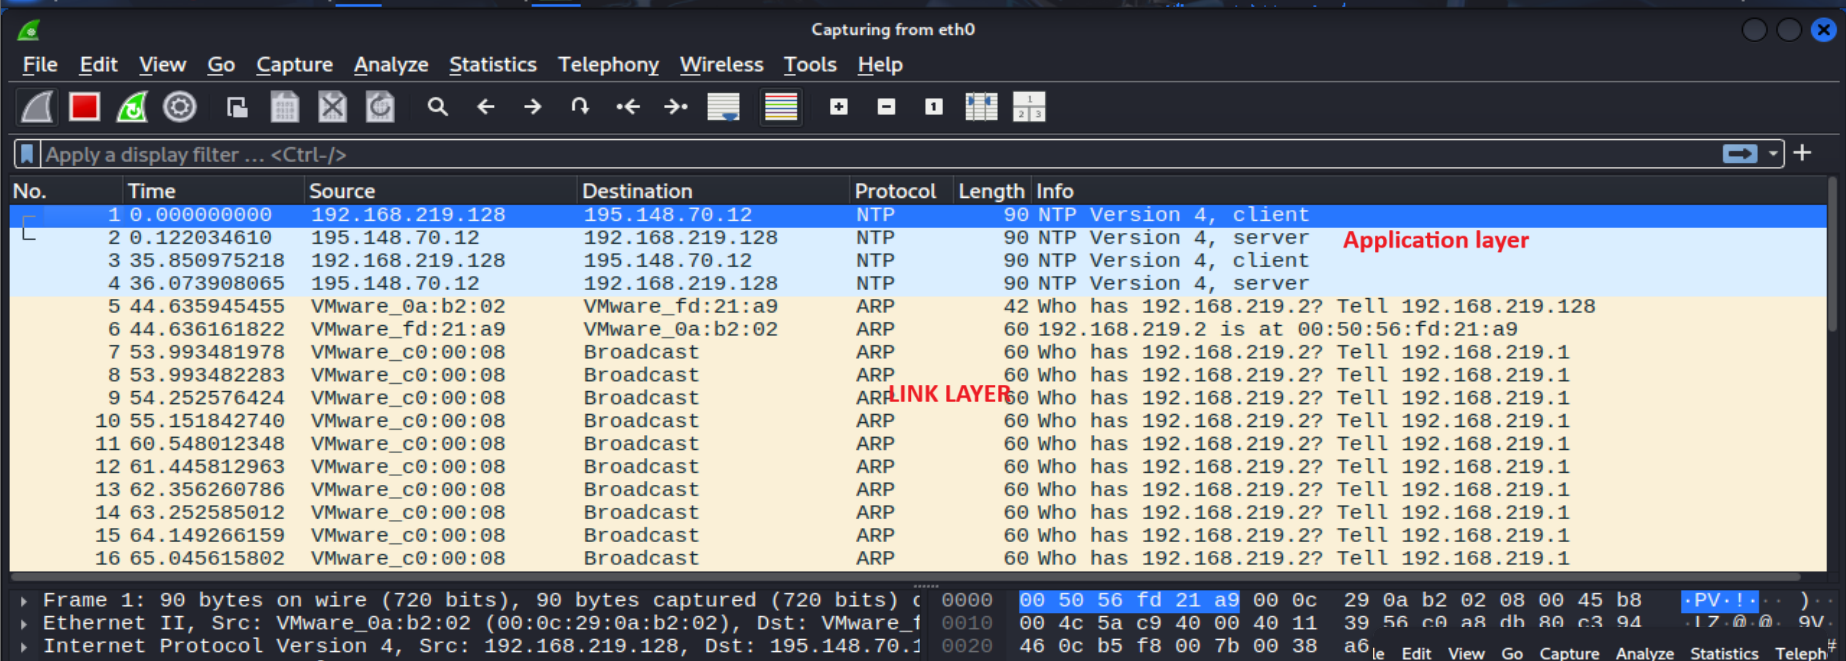 Capturing from eth0
File Edit View Go Capture Analyze Statistics Telephony Wireless Tools Help
Apply a display filter ... <Ctrl-/>
No. Time Source Destination Protocol Length Info
1 0.000000000 192.168.219.128 195.148.70.12 NTP 90 NTP Version 4, client
2 0.122034610 195.148.70.12 192.168.219.128 NTP 90 NTP Version 4, server
Application layer
3 35.850975218 192.168.219.128 195.148.70.12 NTP 90 NTP Version 4, client
4 36.073908065 195.148.70.12 192.168.219.128 NTP 90 NTP Version 4, server
5 44.635945455 VMware_0a:b2:02 VMware_fd:21:a9 ARP 42 Who has 192.168.219.2? Tell 192.168.219.128
6 44.636161822 VMware_fd:21:a9 VMware_0a:b2:02 ARP 60 192.168.219.2 is at 00:50:56:fd:21:a9
7 53.993481978 VMware_c0:00:08 Broadcast ARP 60 Who has 192.168.219.2? Tell 192.168.219.1
8 53.993482283 VMware_c0:00:08 Broadcast ARP 60 Who has 192.168.219.2? Tell 192.168.219.1
9 54.252576424 VMware_c0:00:08 Broadcast ARP 60 Who has 192.168.219.2? Tell 192.168.219.1
LINK LAYER
10 55.151842740 VMware_c0:00:08 Broadcast ARP 60 Who has 192.168.219.2? Tell 192.168.219.1
11 60.548012348 VMware_c0:00:08 Broadcast ARP 60 Who has 192.168.219.2? Tell 192.168.219.1
12 61.445812963 VMware_c0:00:08 Broadcast ARP 60 Who has 192.168.219.2? Tell 192.168.219.1
13 62.356260786 VMware_c0:00:08 Broadcast ARP 60 Who has 192.168.219.2? Tell 192.168.219.1
14 63.252585012 VMware_c0:00:08 Broadcast ARP 60 Who has 192.168.219.2? Tell 192.168.219.1
15 64.149266159 VMware_c0:00:08 Broadcast ARP 60 Who has 192.168.219.2? Tell 192.168.219.1
16 65.045615802 VMware_c0:00:08 Broadcast ARP 60 Who has 192.168.219.2? Tell 192.168.219.1
Frame 1: 90 bytes on wire (720 bits), 90 bytes captured (720 bits) 
Ethernet II, Src: VMware_0a:b2:02 (00:0c:29:0a:b2:02), Dst: VMware_f
Internet Protocol Version 4, Src: 192.168.219.128, Dst: 195.148.70.1
0000 00 50 56 fd 21 a9 00 0c 29 0a b2 02 08 00 45 b8 ·PV·!··· )·
0010 00 4c 5a c9 40 00 40 11 39 56 c0 a8 db 80 c3 94 ·LZ·@·@· 9V
0020 46 0c b5 f8 00 7b 00 38 a6
le Edit View Go Capture Analyze Statistics Teleph